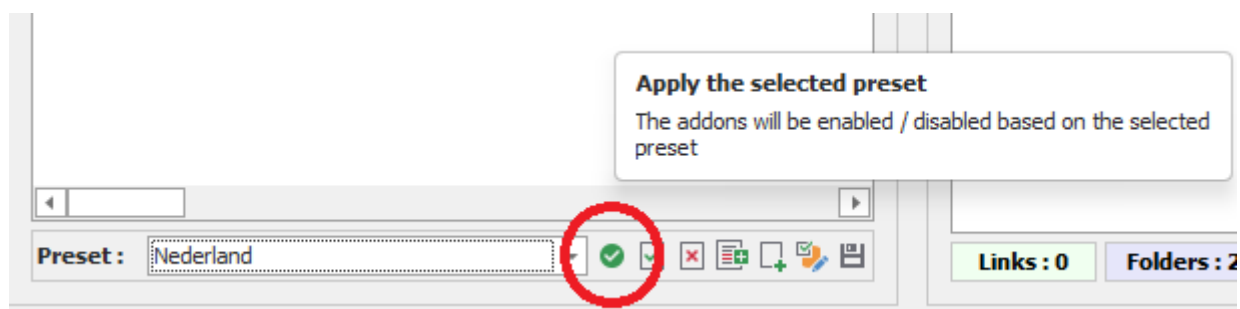 Apply the selected preset
The addons will be enabled / disabled based on the selected
preset
Preset : Nederland
Links : 0 Folders : 2